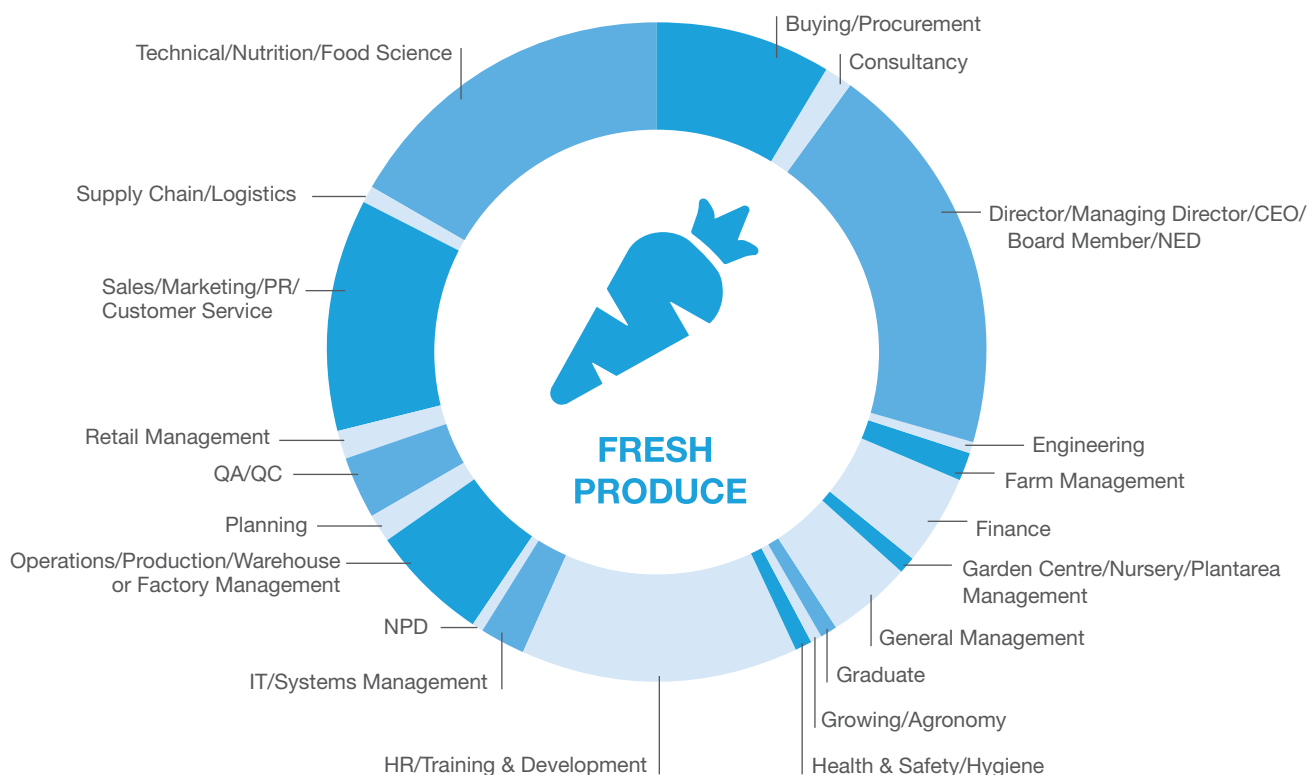 Buying/Procurement
Consultancy
Director/Managing Director/CEO/
Board Member/NED
Engineering
Farm Management
Finance
Garden Centre/Nursery/Plantarea
Management
General Management
Graduate
Growing/Agronomy
Health & Safety/Hygiene
HR/Training & Development
IT/Systems Management
NPD
Operations/Production/Warehouse
or Factory Management
Planning
QA/QC
Retail Management
Sales/Marketing/PR/
Customer Service
Supply Chain/Logistics
Technical/Nutrition/Food Science
FRESH
PRODUCE